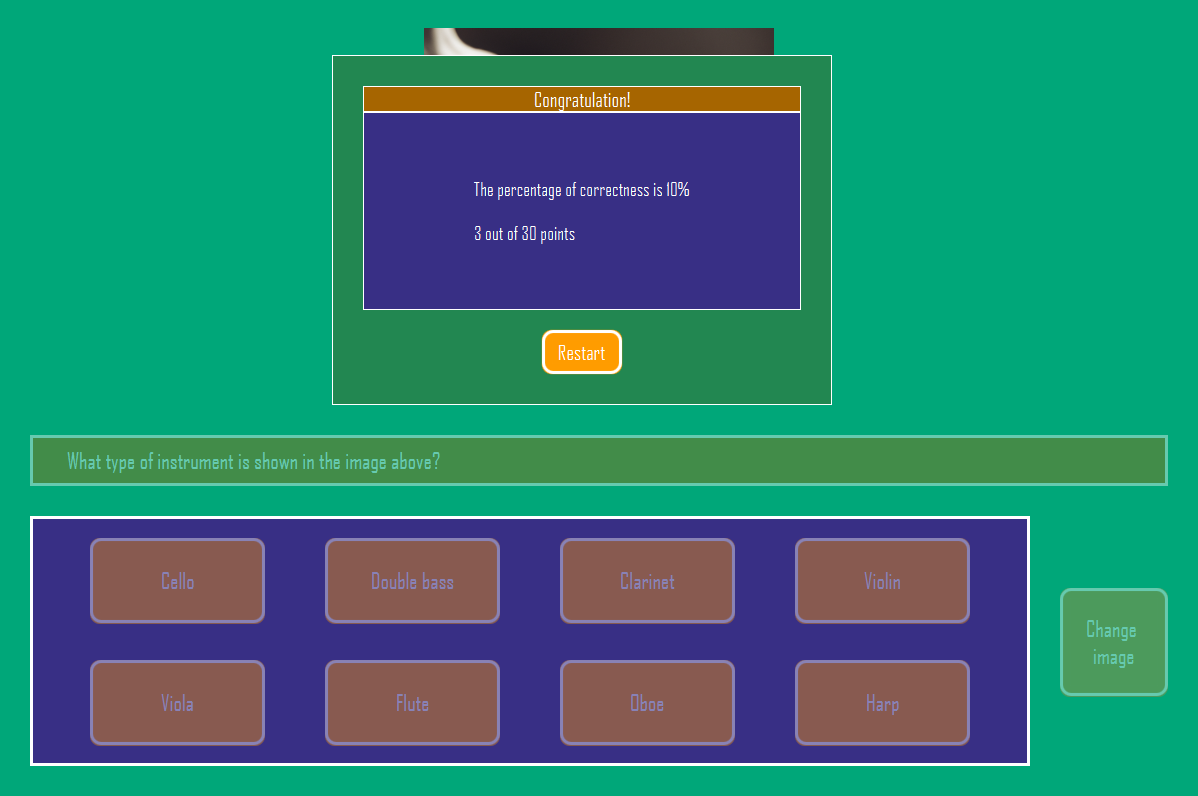 Congratulation!
The percentage of correctness is 10%
3 out of 30 points
Restart
What type of instrument is shown in the image above?
Cello
Double bass
Clarinet
Violin
Change
image
Viola
Flute
Oboe
Harp